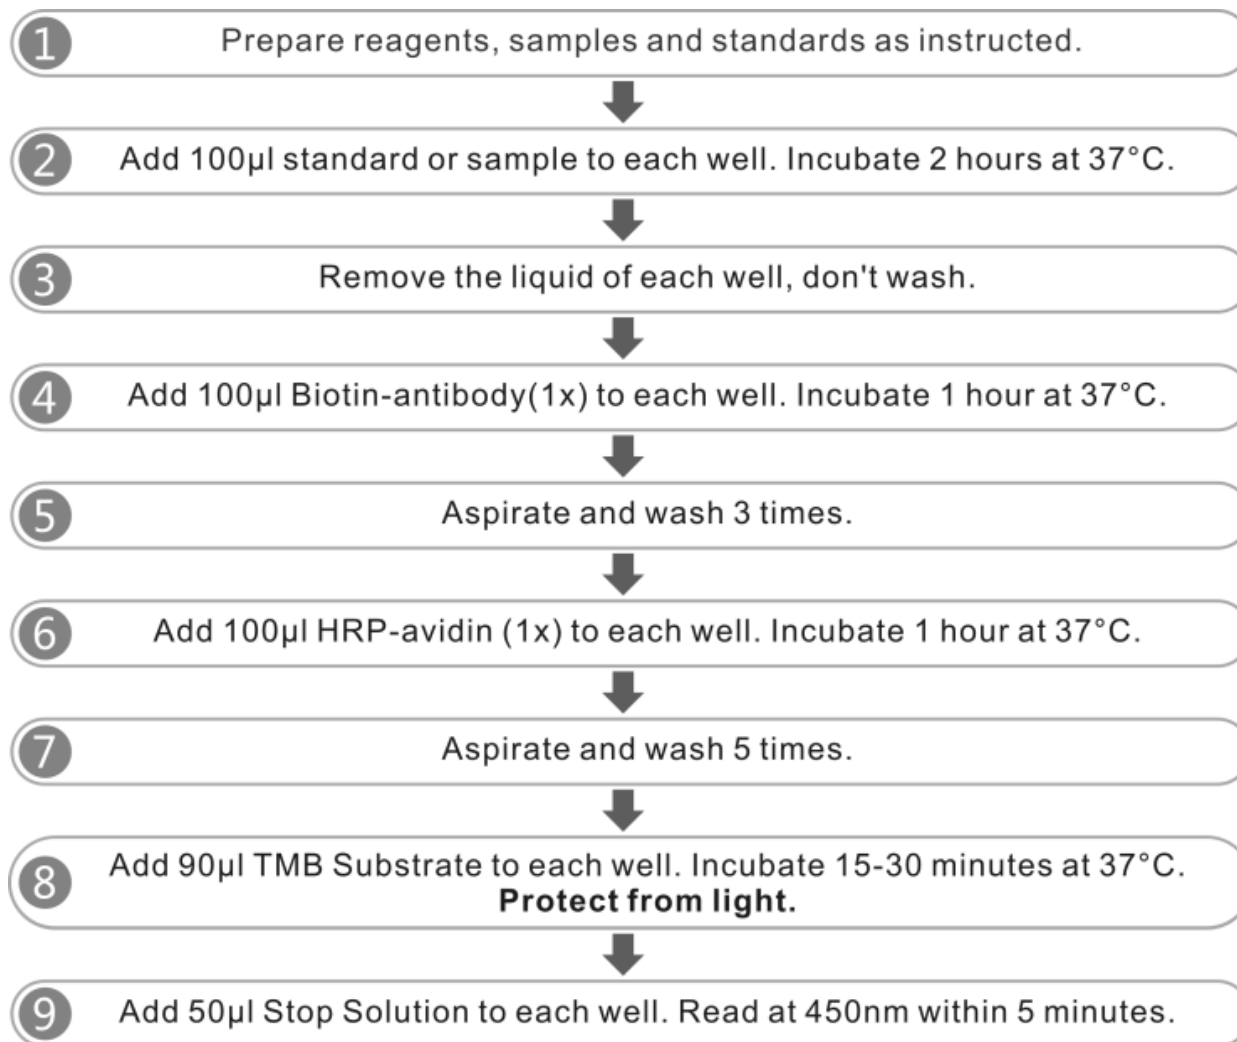 1 Prepare reagents, samples and standards as instructed.
2 Add 100µl standard or sample to each well. Incubate 2 hours at 37°C.
3 Remove the liquid of each well, don't wash.
4 Add 100µl Biotin-antibody(1x) to each well. Incubate 1 hour at 37°C.
5 Aspirate and wash 3 times.
6 Add 100µl HRP-avidin (1x) to each well. Incubate 1 hour at 37°C.
7 Aspirate and wash 5 times.
8 Add 90µl TMB Substrate to each well. Incubate 15-30 minutes at 37°C.
Protect from light.
9 Add 50µl Stop Solution to each well. Read at 450nm within 5 minutes.